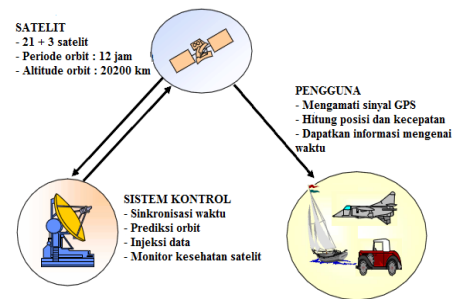 SATELIT
- 21 + 3 satelit
- Periode orbit : 12 jam
- Altitude orbit : 20200 km
PENGGUNA
- Mengamati sinyal GPS
- Hitung posisi dan kecepatan
- Dapatkan informasi mengenai
waktu
SISTEM KONTROL
- Sinkronisasi waktu
- Prediksi orbit
- Injeksi data
- Monitor kesehatan satelit